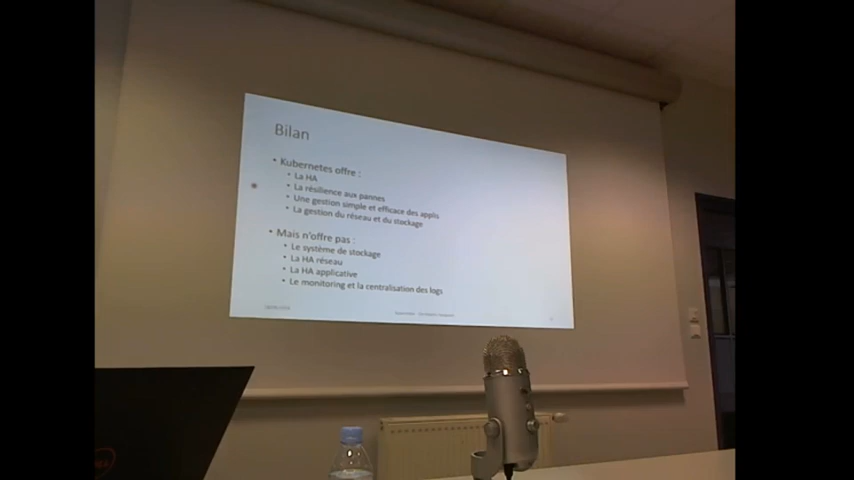 Bilan
• Kubernetes offre :
• La HA
• La résilience aux pannes
• Une gestion simple et efficace des applis
• La gestion du réseau et du stockage
• Mais n'offre pas :
• Le système de stockage
• La HA réseau
• La HA applicative
• Le monitoring et la centralisation des logs